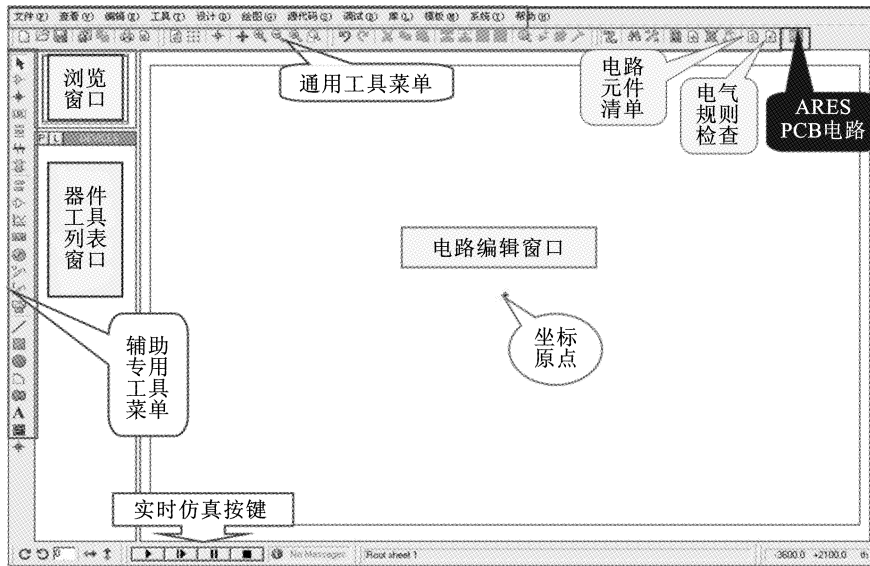 文件(F) 查看(V) 编辑(E) 工具(T) 设计(D) 绘图(G) 源代码(S) 调试(B) 库(L) 模板(M) 系统(Y) 帮助(H)
浏览
窗口
通用工具菜单
电路
元件
清单
电气
规则
检查
ARES
PCB电路
P L
器件
工具
列表
窗口
电路编辑窗口
坐标
原点
辅助
专用
工具
菜单
A
实时仿真按键
0
No Messages
Root sheet 1
-3600.0 +2100.0 th